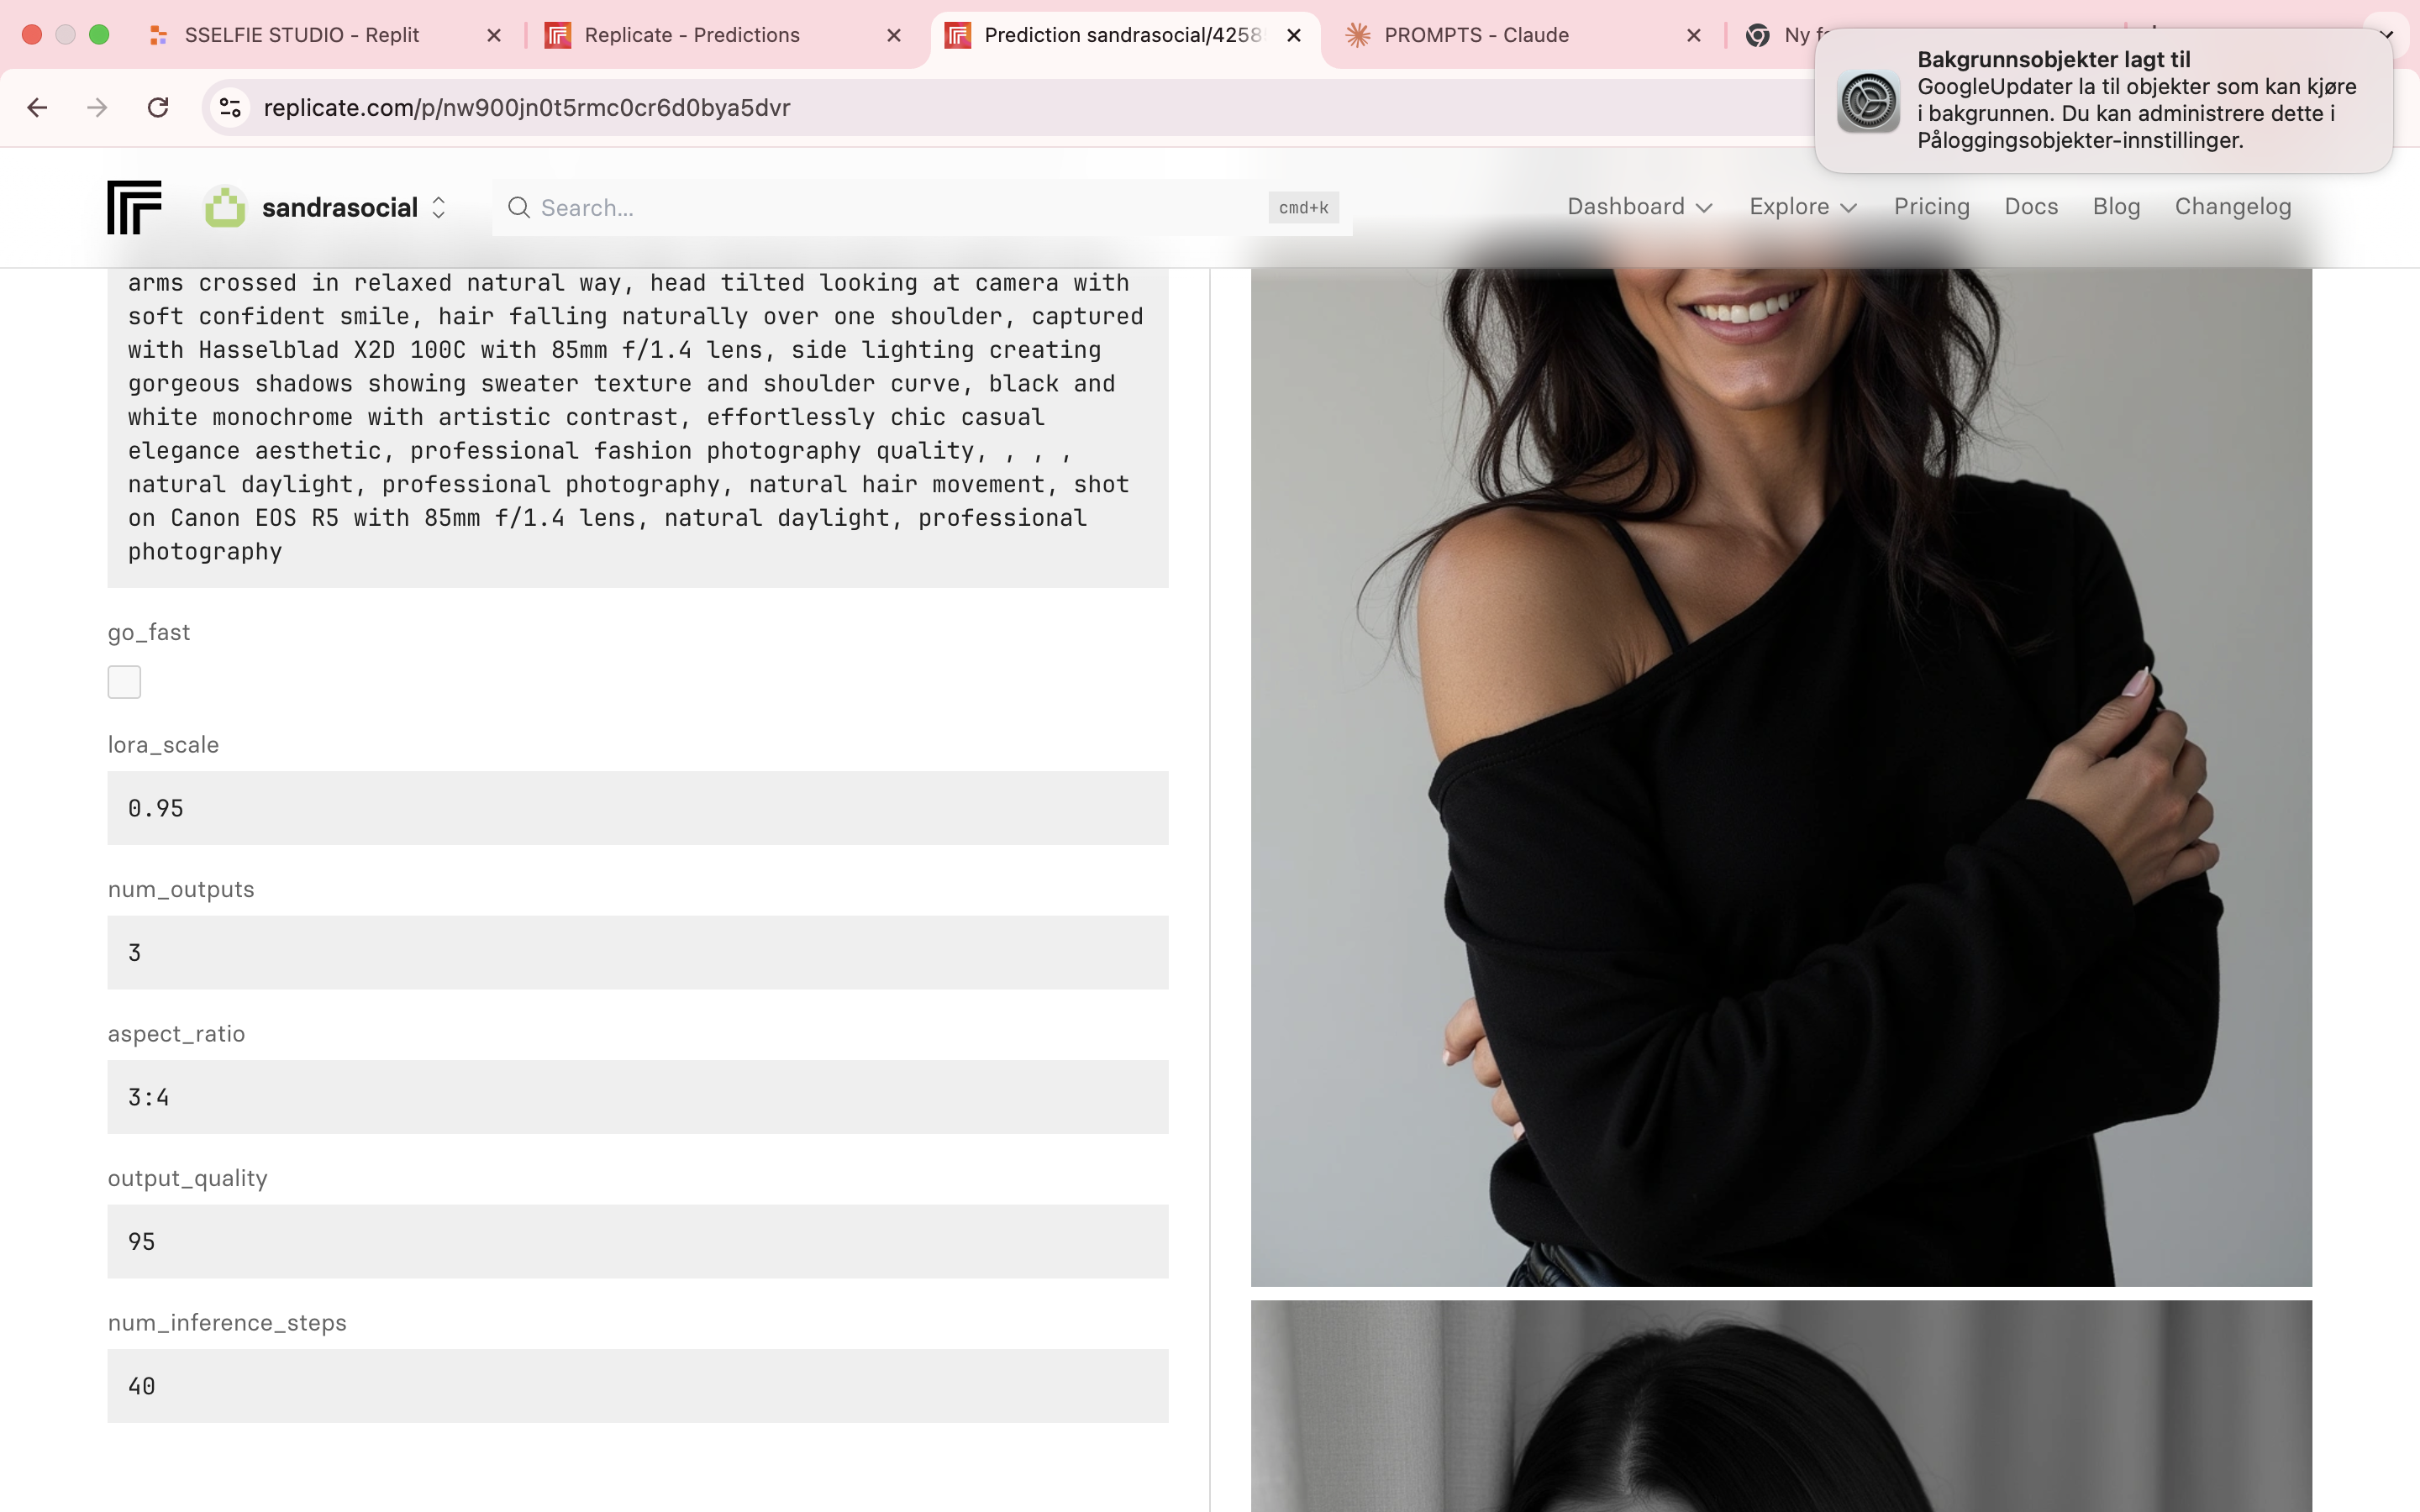 SSELFIE STUDIO - Replit
Replicate - Predictions
Prediction sandrasocial/4258
PROMPTS - Claude
Ny f
Bakgrunnsobjekter lagt til
GoogleUpdater la til objekter som kan kjøre
i bakgrunnen. Du kan administrere dette i
Påloggingsobjekter-innstillinger.
replicate.com/p/nw900jn0t5rmc0cr6d0bya5dvr
sandrasocial
Search...
cmd+k
Dashboard
Explore
Pricing
Docs
Blog
Changelog
arms crossed in relaxed natural way, head tilted looking at camera with
soft confident smile, hair falling naturally over one shoulder, captured
with Hasselblad X2D 100C with 85mm f/1.4 lens, side lighting creating
gorgeous shadows showing sweater texture and shoulder curve, black and
white monochrome with artistic contrast, effortlessly chic casual
elegance aesthetic, professional fashion photography quality, , , ,
natural daylight, professional photography, natural hair movement, shot
on Canon EOS R5 with 85mm f/1.4 lens, natural daylight, professional
photography
go_fast
lora_scale
0.95
num_outputs
3
aspect_ratio
3:4
output_quality
95
num_inference_steps
40